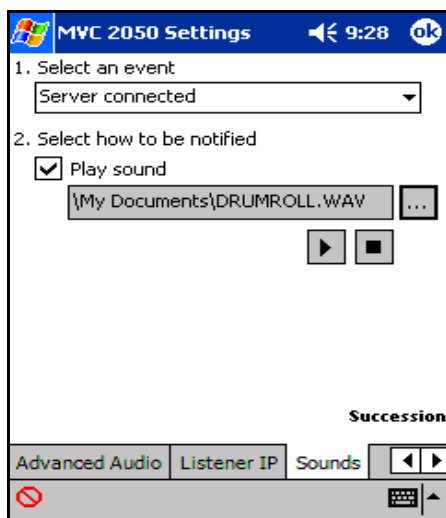 MVC 2050 Settings 9:28 ok
1. Select an event
Server connected
2. Select how to be notified
Play sound
\My Documents\DRUMROLL.WAV ...
Succession
Advanced Audio Listener IP Sounds